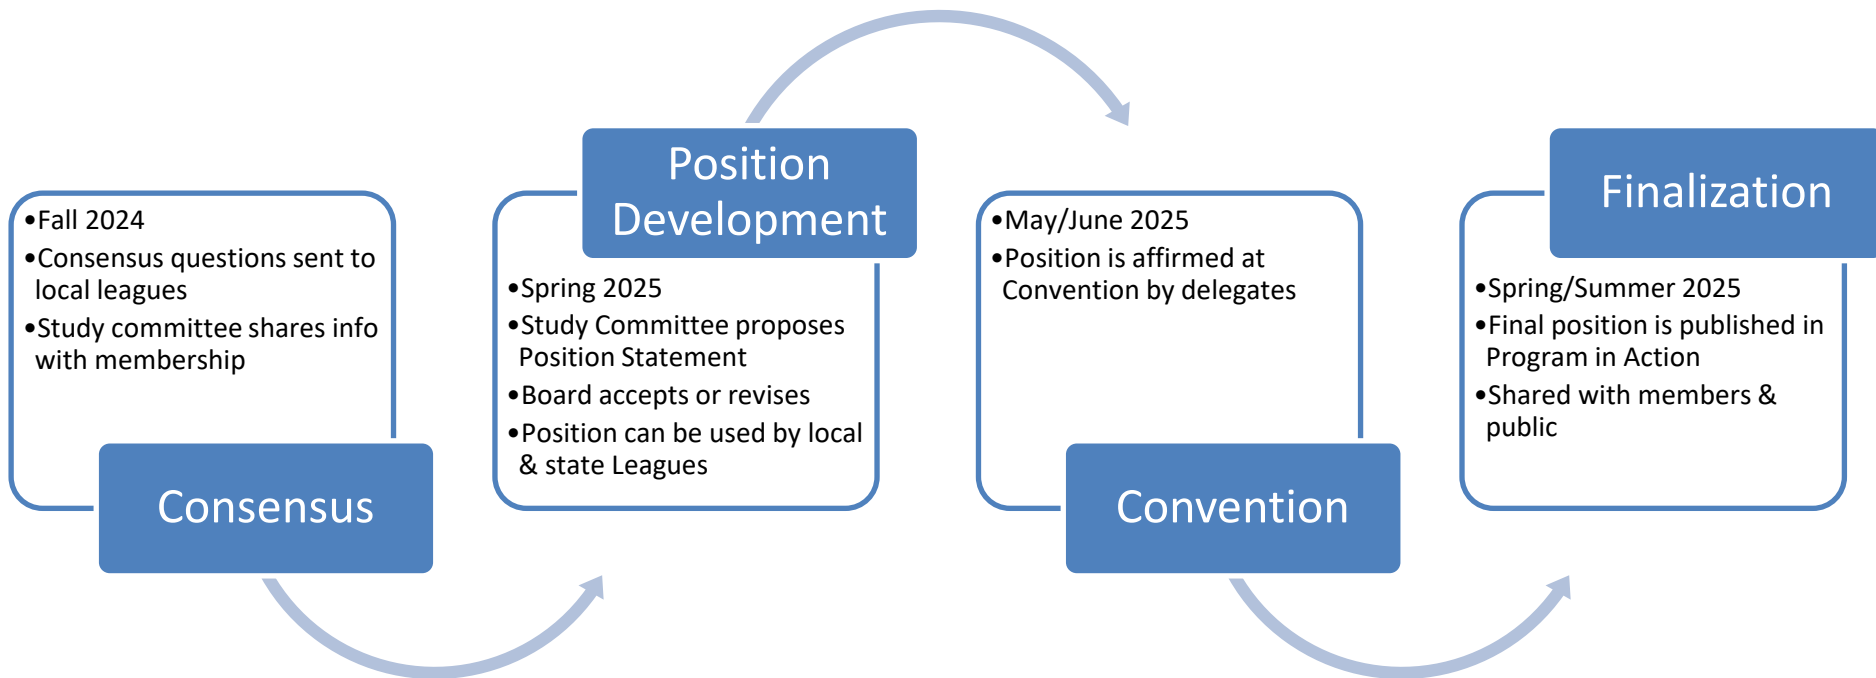 •Fall 2024
•Consensus questions sent to
local leagues
•Study committee shares info
with membership
Consensus
Position
Development
•Spring 2025
•Study Committee proposes
Position Statement
•Board accepts or revises
•Position can be used by local
& state Leagues
•May/June 2025
•Position is affirmed at
Convention by delegates
Convention
Finalization
•Spring/Summer 2025
•Final position is published in
Program in Action
•Shared with members &
public